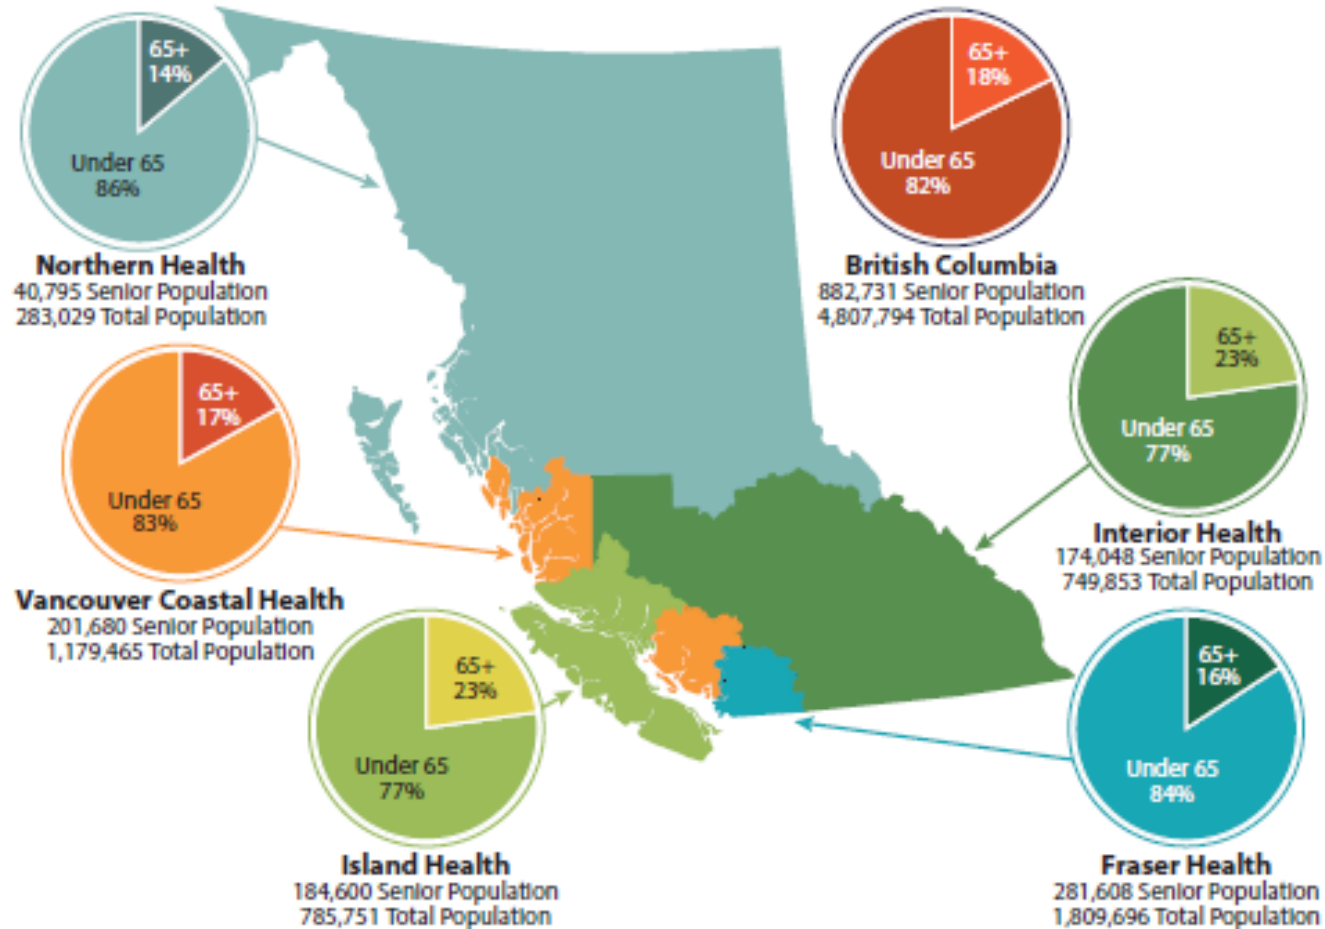 65+
14%
Under 65
86%
Northern Health
40,795 Senior Population
283,029 Total Population
65+
18%
Under 65
82%
British Columbia
882,731 Senior Population
4,807,794 Total Population
65+
17%
Under 65
83%
Vancouver Coastal Health
201,680 Senior Population
1,179,465 Total Population
65+
23%
Under 65
77%
Interior Health
174,048 Senior Population
749,853 Total Population
65+
23%
Under 65
77%
Island Health
184,600 Senior Population
785,751 Total Population
65+
16%
Under 65
84%
Fraser Health
281,608 Senior Population
1,809,696 Total Population